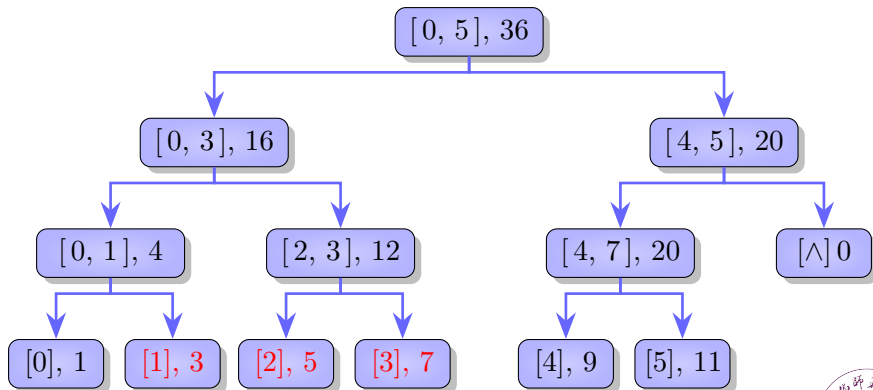 [0, 5], 36
[0, 3], 16
[4, 5], 20
[0, 1], 4
[2, 3], 12
[4, 7], 20
[∧] 0
[0], 1
[1], 3
[2], 5
[3], 7
[4], 9
[5], 11